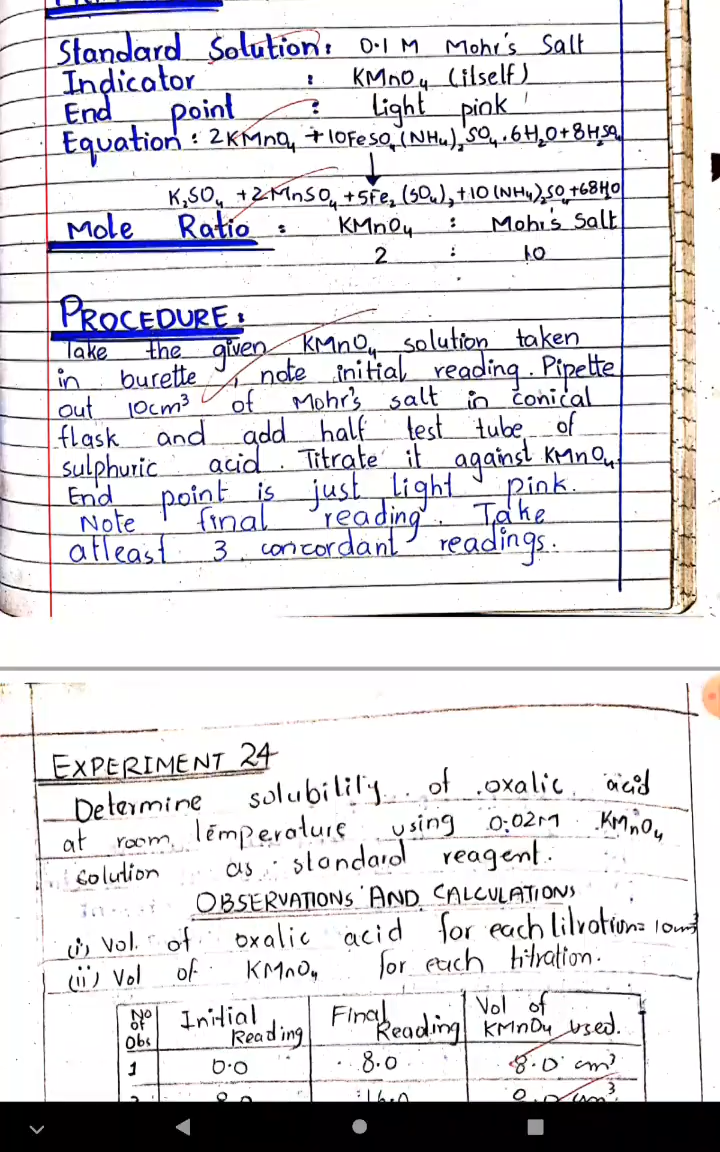 Standard Solution: 0.1 M Mohr's Salt
Indicator : KMnO₄ (itself)
End point : light pink
Equation : 2KMnO₄ + 10FeSO₄(NH₄)₂SO₄.6H₂O + 8H₂SO₄
↓
K₂SO₄ + 2MnSO₄ + 5Fe₂(SO₄)₃ + 10(NH₄)₂SO₄ + 68H₂O
Mole Ratio : KMnO₄ : Mohr's Salt
2 : 10
PROCEDURE:
Take the given KMnO₄ solution taken
in burette, note initial reading. Pipette
out 10cm³ of Mohr's salt in conical
flask and add half test tube of
sulphuric acid. Titrate it against KMnO₄.
End point is just light pink.
Note final reading. Take
atleast 3 concordant readings.
EXPERIMENT 24
Determine solubility of oxalic acid
at room temperature using 0.02M KMnO₄
solution as standard reagent.
OBSERVATIONS AND CALCULATIONS
(i) Vol. of oxalic acid for each titration = 10cm³
(ii) Vol of KMnO₄ for each titration.
No of Obs Initial Reading Final Reading Vol of KMnO₄ used.
1 0.0 8.0 8.0 cm³